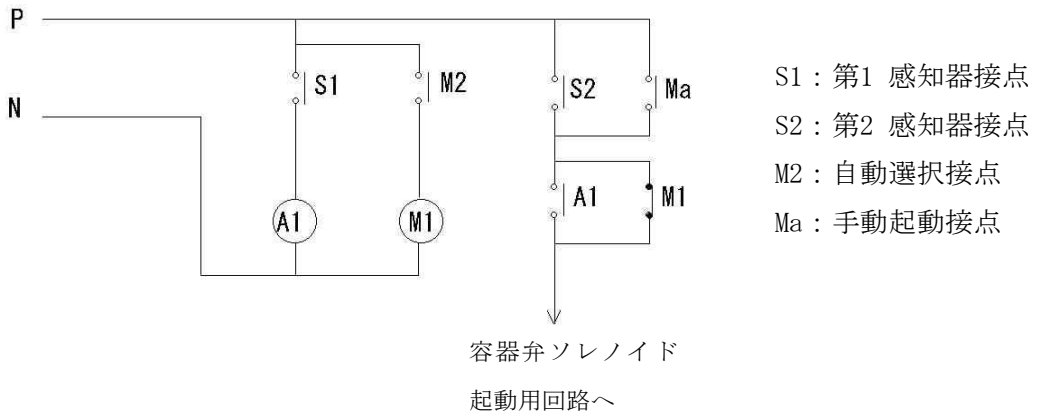 P
N
S1
M2
S2
Ma
A1
M1
A1
M1
S1：第1 感知器接点
S2：第2 感知器接点
M2：自動選択接点
Ma：手動起動接点
容器弁ソレノイド
起動用回路へ